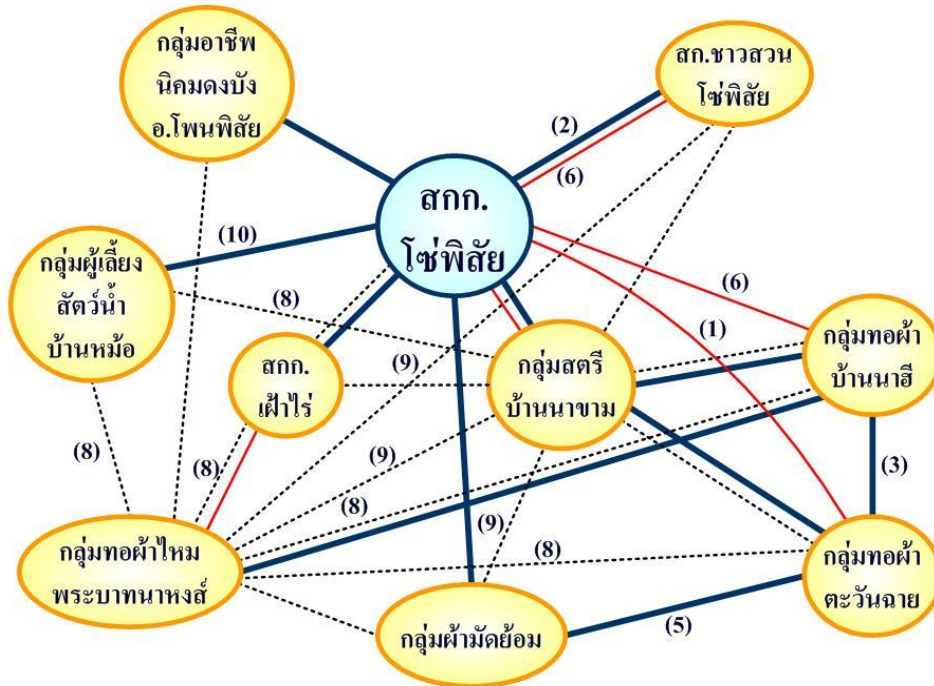 กลุ่มอาชีพ
นิคมดงบัง
อ.โพนพิสัย
สก.ชาวสวน
โซ่พิสัย
(2)
(6)
สกก.
โซ่พิสัย
(10)
กลุ่มผู้เลี้ยง
สัตว์น้ำ
บ้านหม้อ
(8)
(6)
(1)
สกก.
เฝ้าไร่
(9)
กลุ่มสตรี
บ้านนาขาม
กลุ่มทอผ้า
บ้านนาฮี
(8)
(8)
(9)
(3)
(8)
(9)
(8)
กลุ่มทอผ้าไหม
พระบาทนาหงส์
กลุ่มทอผ้า
ตะวันฉาย
กลุ่มผ้ามัดย้อม
(5)